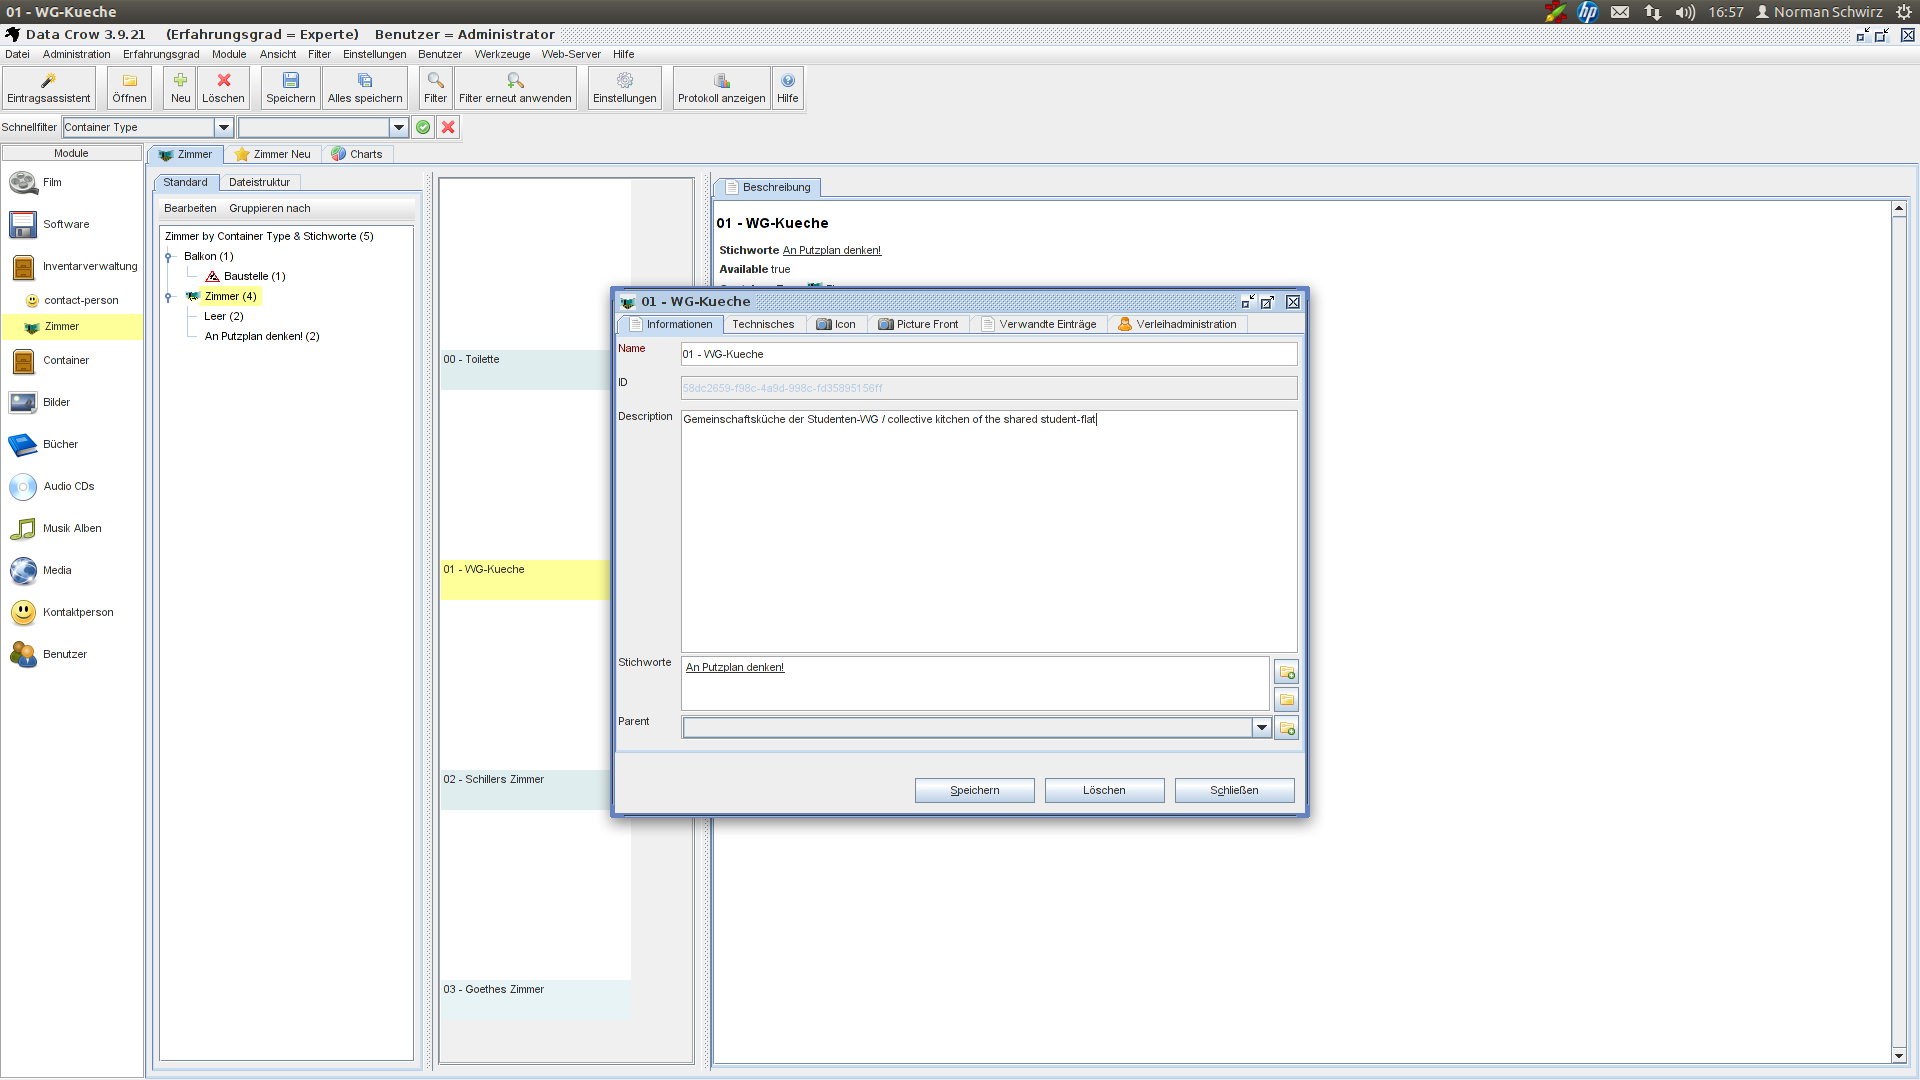 01 - WG-Kueche
16:57 Norman Schwirz
Data Crow 3.9.21 (Erfahrungsgrad = Experte) Benutzer = Administrator
Datei Administration Erfahrungsgrad Module Ansicht Filter Einstellungen Benutzer Werkzeuge Web-Server Hilfe
Eintragsassistent Öffnen Neu Löschen Speichern Alles speichern Filter Filter erneut anwenden Einstellungen Protokoll anzeigen Hilfe
Schnellfilter Container Type
Module
Film
Software
Inventarverwaltung
contact-person
Zimmer
Container
Bilder
Bücher
Audio CDs
Musik Alben
Media
Kontaktperson
Benutzer
Zimmer Zimmer Neu Charts
Standard Dateistruktur
Bearbeiten Gruppieren nach
Zimmer by Container Type & Stichworte (5)
Balkon (1)
Baustelle (1)
Zimmer (4)
Leer (2)
An Putzplan denken! (2)
00 - Toilette
01 - WG-Kueche
02 - Schillers Zimmer
03 - Goethes Zimmer
Beschreibung
01 - WG-Kueche
Stichworte An Putzplan denken!
Available true
01 - WG-Kueche
Informationen Technisches Icon Picture Front Verwandte Einträge Verleihadministration
Name 01 - WG-Kueche
ID 58dc2659-f98c-4a9d-998c-fd35895156ff
Description Gemeinschaftsküche der Studenten-WG / collective kitchen of the shared student-flat
Stichworte An Putzplan denken!
Parent
Speichern Löschen Schließen